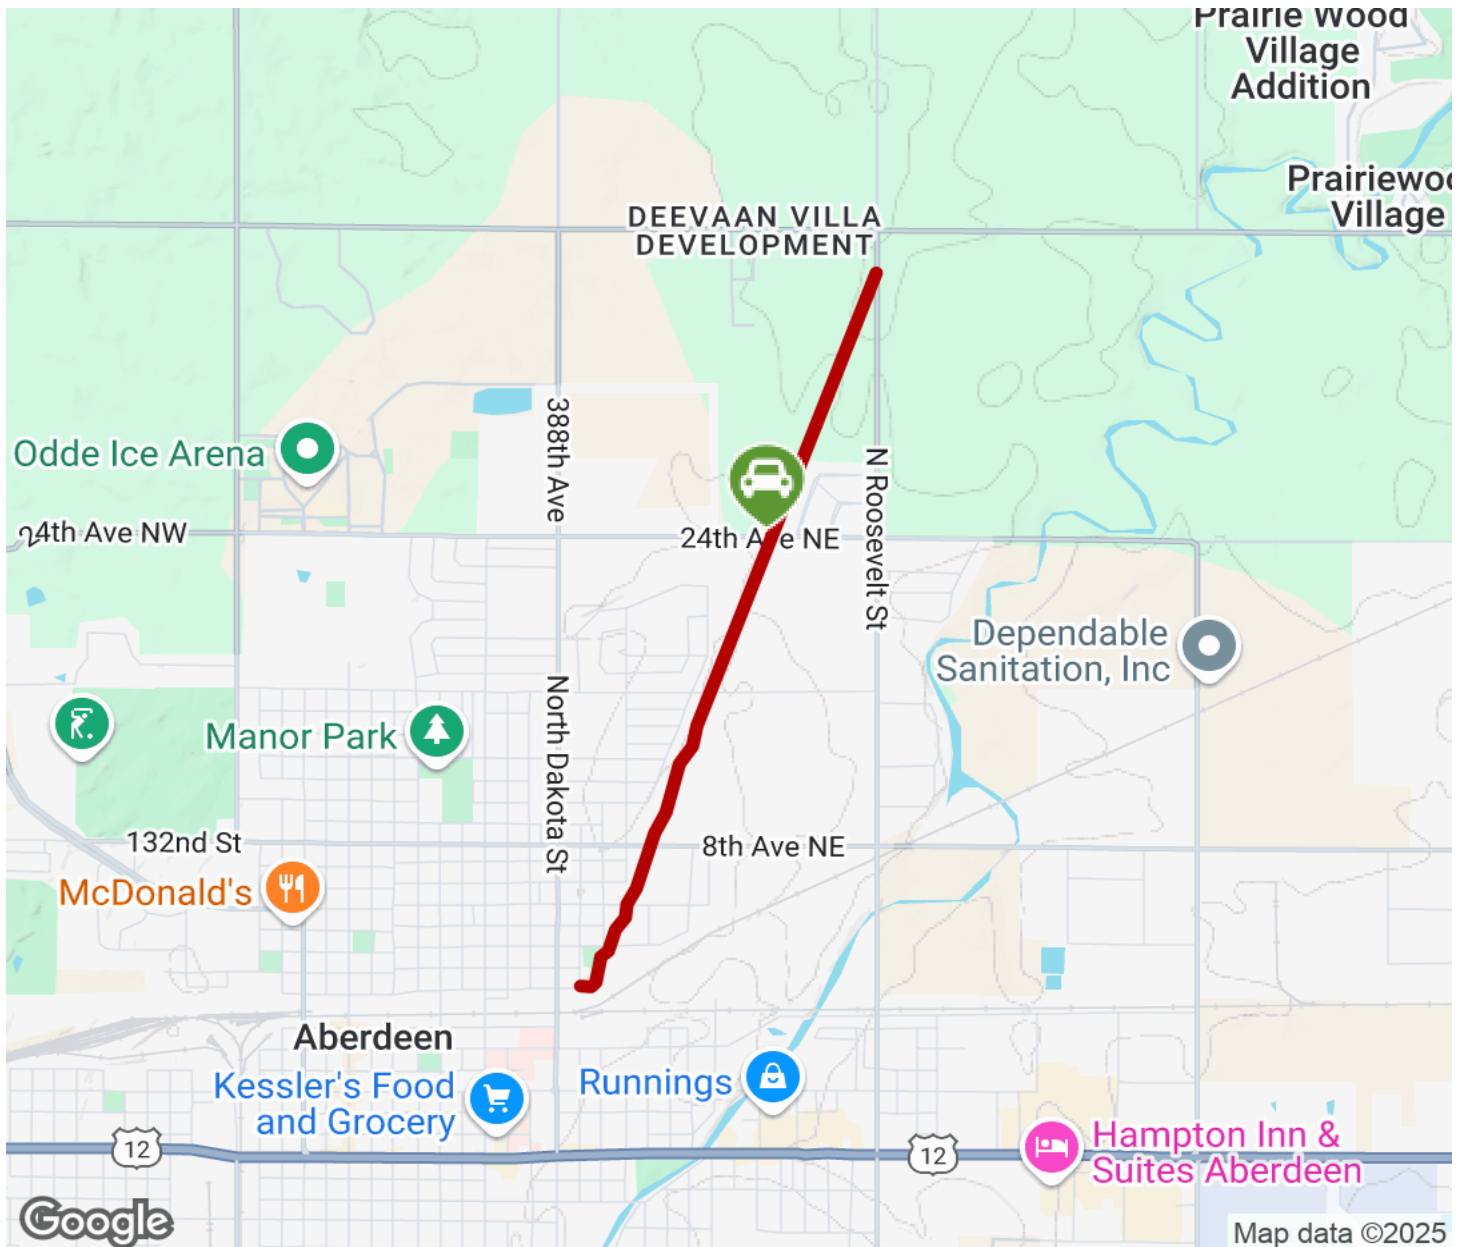 Prairie Wood
Village
Addition
Prairiewoo
Village
DEEVAAN VILLA
DEVELOPMENT
388th Ave
N Roosevelt St
Odde Ice Arena
24th Ave NW
24th Ave NE
Dependable
Sanitation, Inc
North Dakota St
Manor Park
132nd St
8th Ave NE
McDonald's
Aberdeen
Kessler's Food
and Grocery
Runnings
12
12
Hampton Inn &
Suites Aberdeen
Google
Map data ©2025